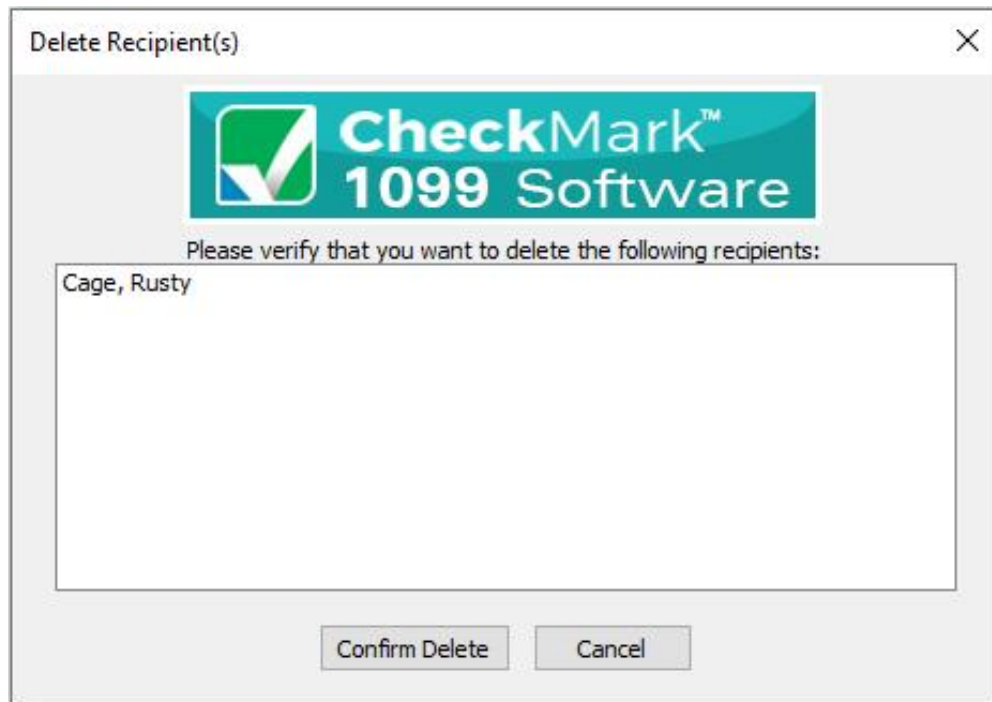 Delete Recipient(s)
CheckMark™
1099 Software
Please verify that you want to delete the following recipients:
Cage, Rusty
Confirm Delete
Cancel